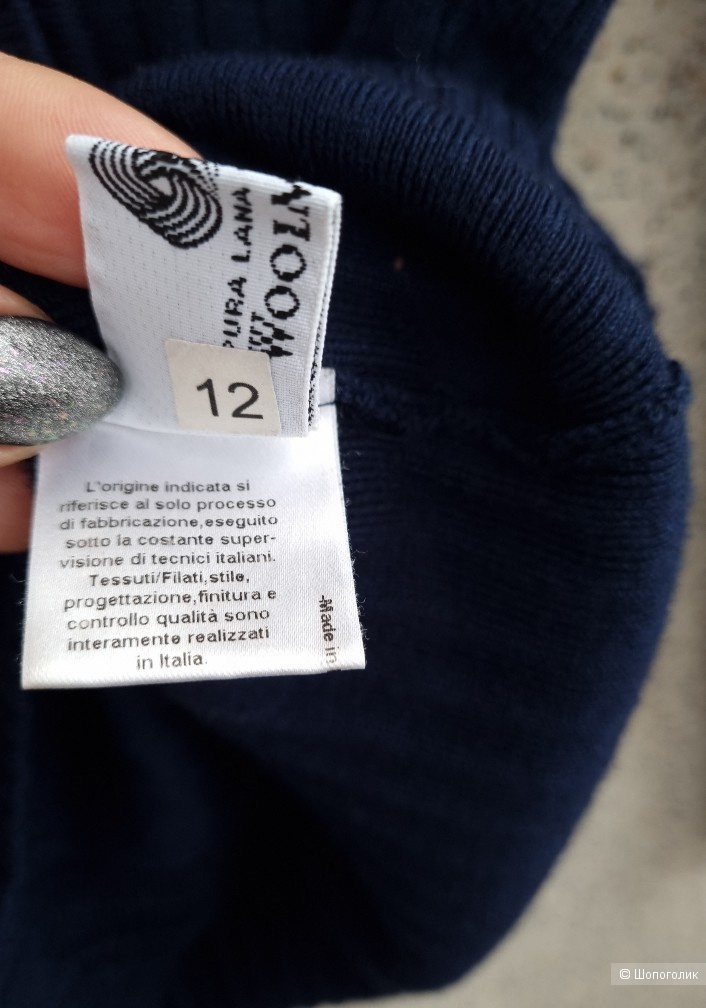 PURA LANA
WOOL
12
L'origine indicata si
riferisce al solo processo
di fabbricazione,eseguito
sotto la costante super-
visione di tecnici italiani.
Tessuti/Filati,stile,
progettazione,finitura e
controllo qualità sono
interamente realizzati
in Italia.
Made in
© Шопоголик